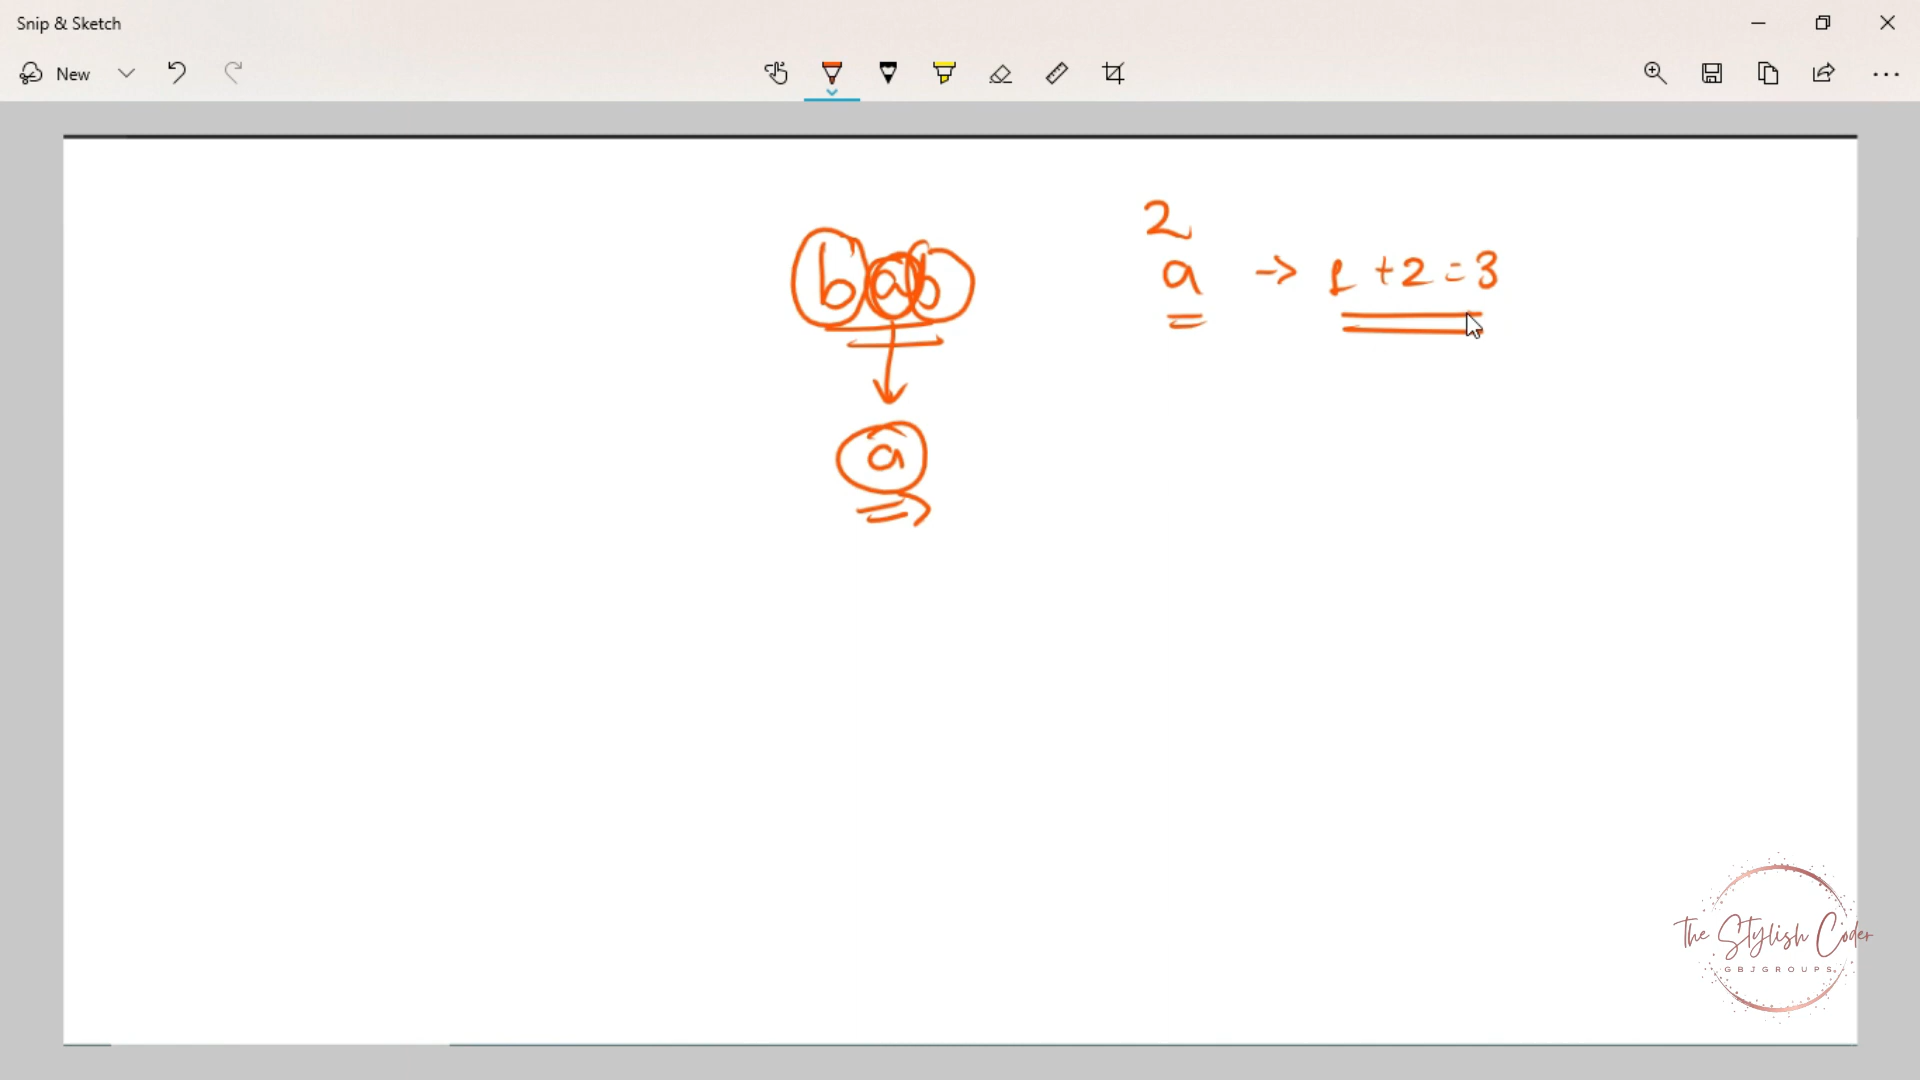 Snip & Sketch
New
2
bab
a -> 1 + 2 = 3
a
The Stylish Coder
GBJGROUPS